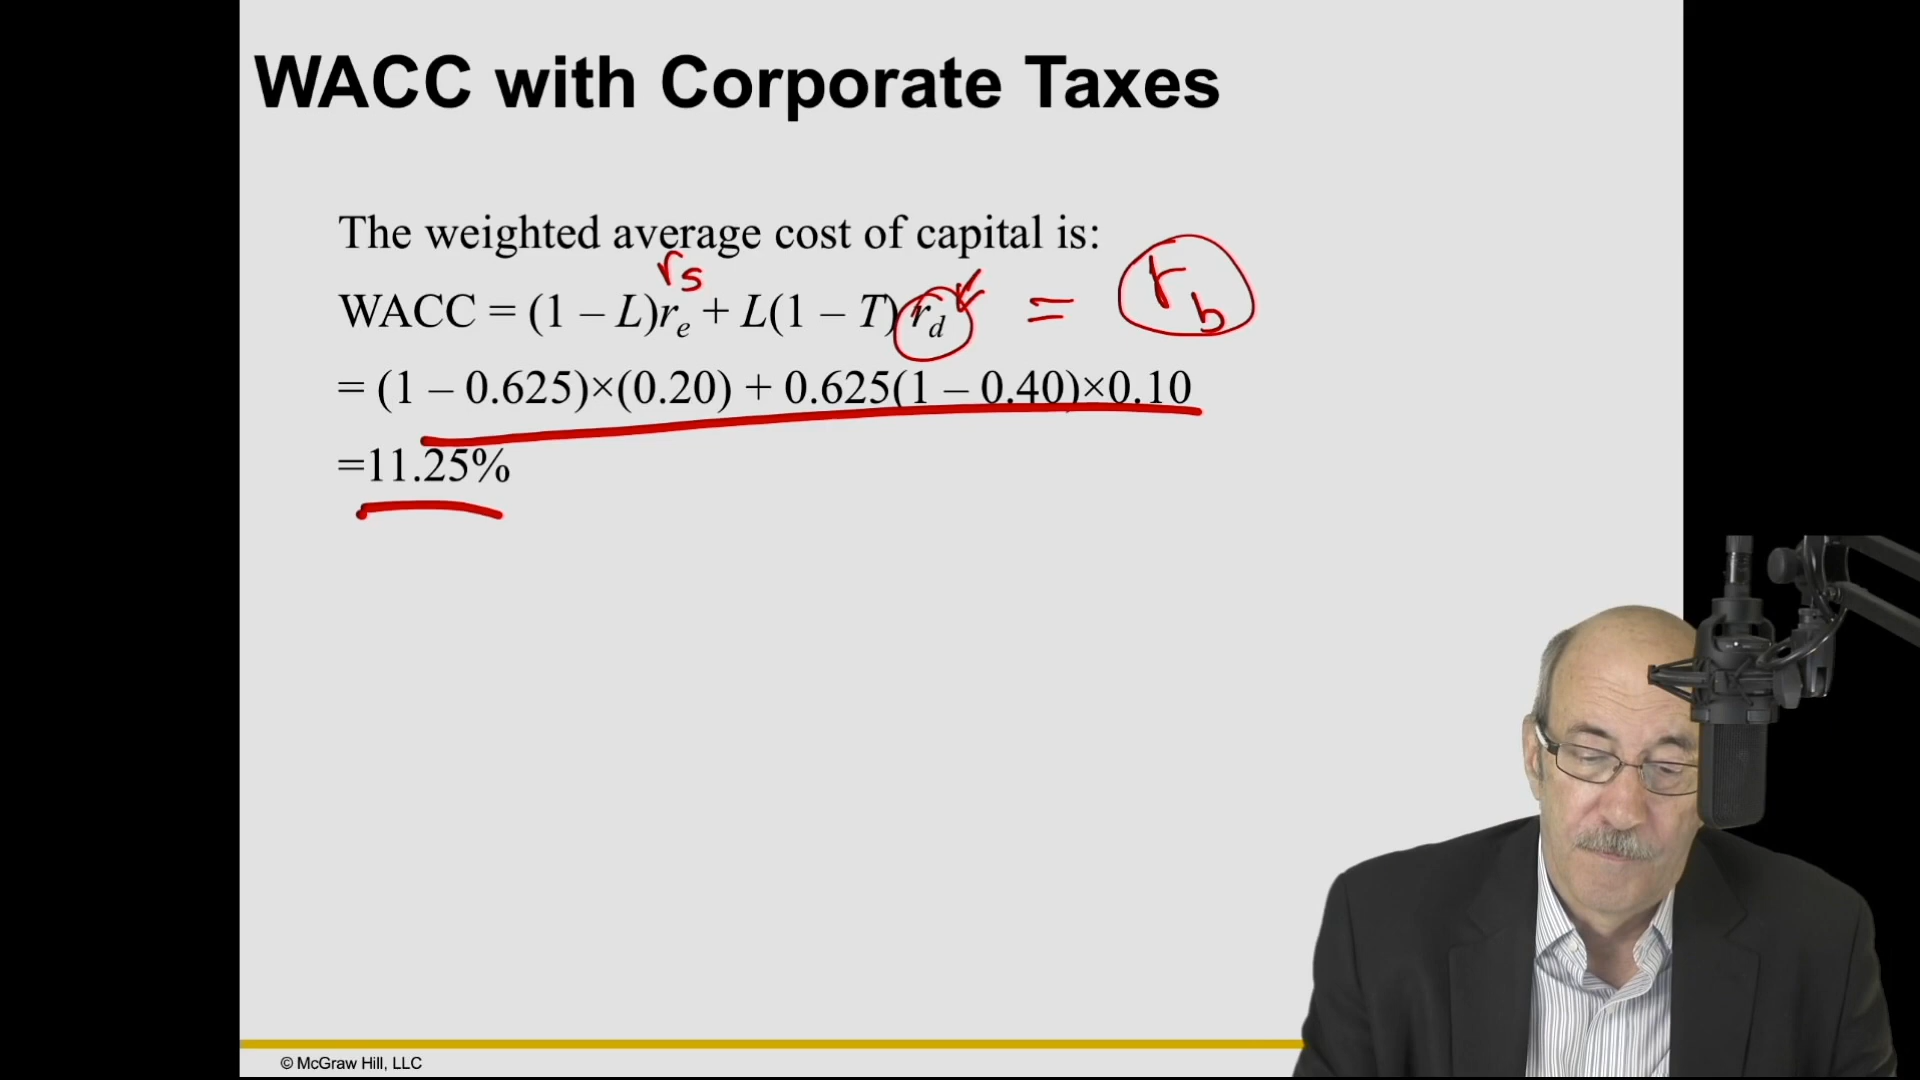 WACC with Corporate Taxes
The weighted average cost of capital is:
rs
WACC = (1 – L)re + L(1 – T) rd = rb
= (1 – 0.625)×(0.20) + 0.625(1 – 0.40)×0.10
=11.25%
© McGraw Hill, LLC